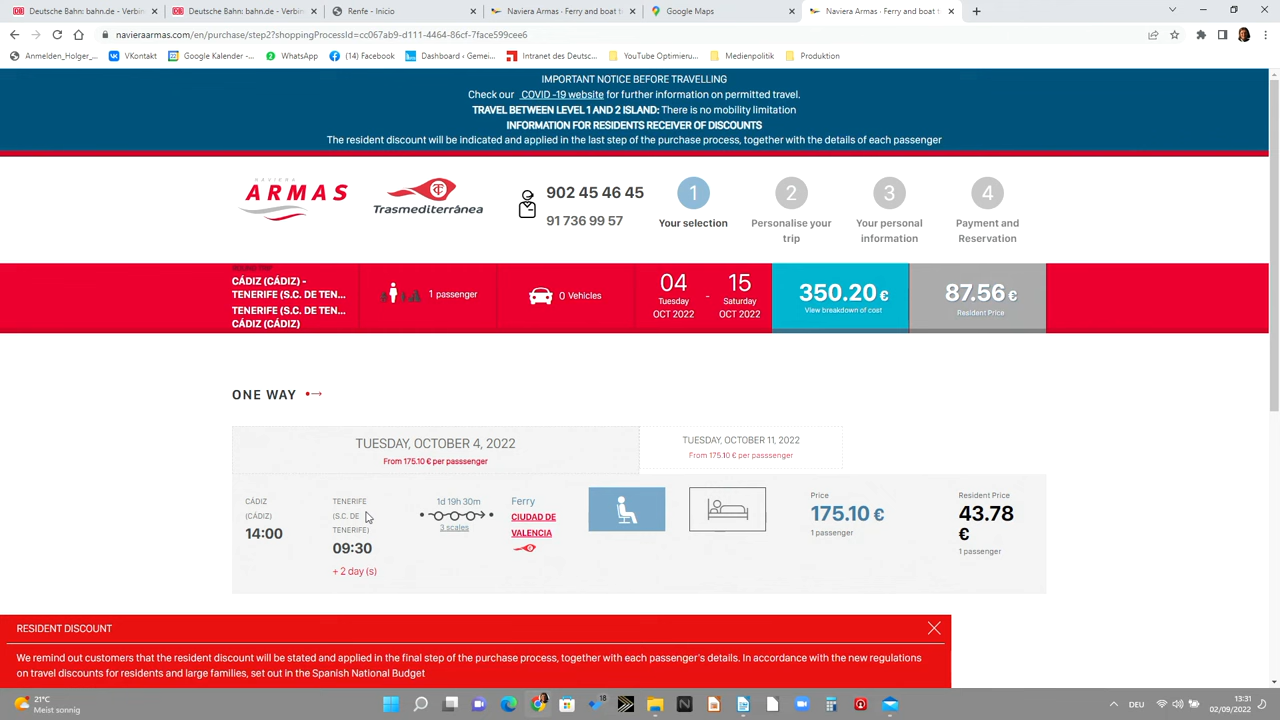 Deutsche Bahn: bahn.de - Verbin
Deutsche Bahn: bahn.de - Verbin
Renfe - Inicio
Naviera Armas - Ferry and boat t
Google Maps
Naviera Armas - Ferry and boat t
navieraarmas.com/en/purchase/step2?shoppingProcessId=cc067ab9-d111-4464-86cf-7face599cee6
Anmelden_Holger_...
VKontakt
Google Kalender -...
WhatsApp
(14) Facebook
Dashboard ‹ Gemei...
Intranet des Deutsc...
YouTube Optimieru...
Medienpolitik
Produktion
IMPORTANT NOTICE BEFORE TRAVELLING
Check our COVID -19 website for further information on permitted travel.
TRAVEL BETWEEN LEVEL 1 AND 2 ISLAND: There is no mobility limitation
INFORMATION FOR RESIDENTS RECEIVER OF DISCOUNTS
The resident discount will be indicated and applied in the last step of the purchase process, together with the details of each passenger
NAVIERA
ARMAS
Trasmediterránea
902 45 46 45
91 736 99 57
1
Your selection
2
Personalise your
trip
3
Your personal
information
4
Payment and
Reservation
CÁDIZ (CÁDIZ) -
TENERIFE (S.C. DE TEN...
TENERIFE (S.C. DE TEN...
CÁDIZ (CÁDIZ)
1 passenger
0 Vehicles
04
Tuesday
OCT 2022
-
15
Saturday
OCT 2022
350.20 €
View breakdown of cost
87.56 €
Resident Price
ONE WAY
TUESDAY, OCTOBER 4, 2022
From 175.10 € per passsenger
TUESDAY, OCTOBER 11, 2022
From 175.10 € per passsenger
CÁDIZ
(CÁDIZ)
14:00
TENERIFE
(S.C. DE
TENERIFE)
09:30
+ 2 day (s)
1d 19h 30m
3 scales
Ferry
CIUDAD DE
VALENCIA
Price
175.10 €
1 passenger
Resident Price
43.78
€
1 passenger
RESIDENT DISCOUNT
We remind out customers that the resident discount will be stated and applied in the final step of the purchase process, together with each passenger's details. In accordance with the new regulations
on travel discounts for residents and large families, set out in the Spanish National Budget
21°C
Meist sonnig
18
DEU
13:31
02/09/2022